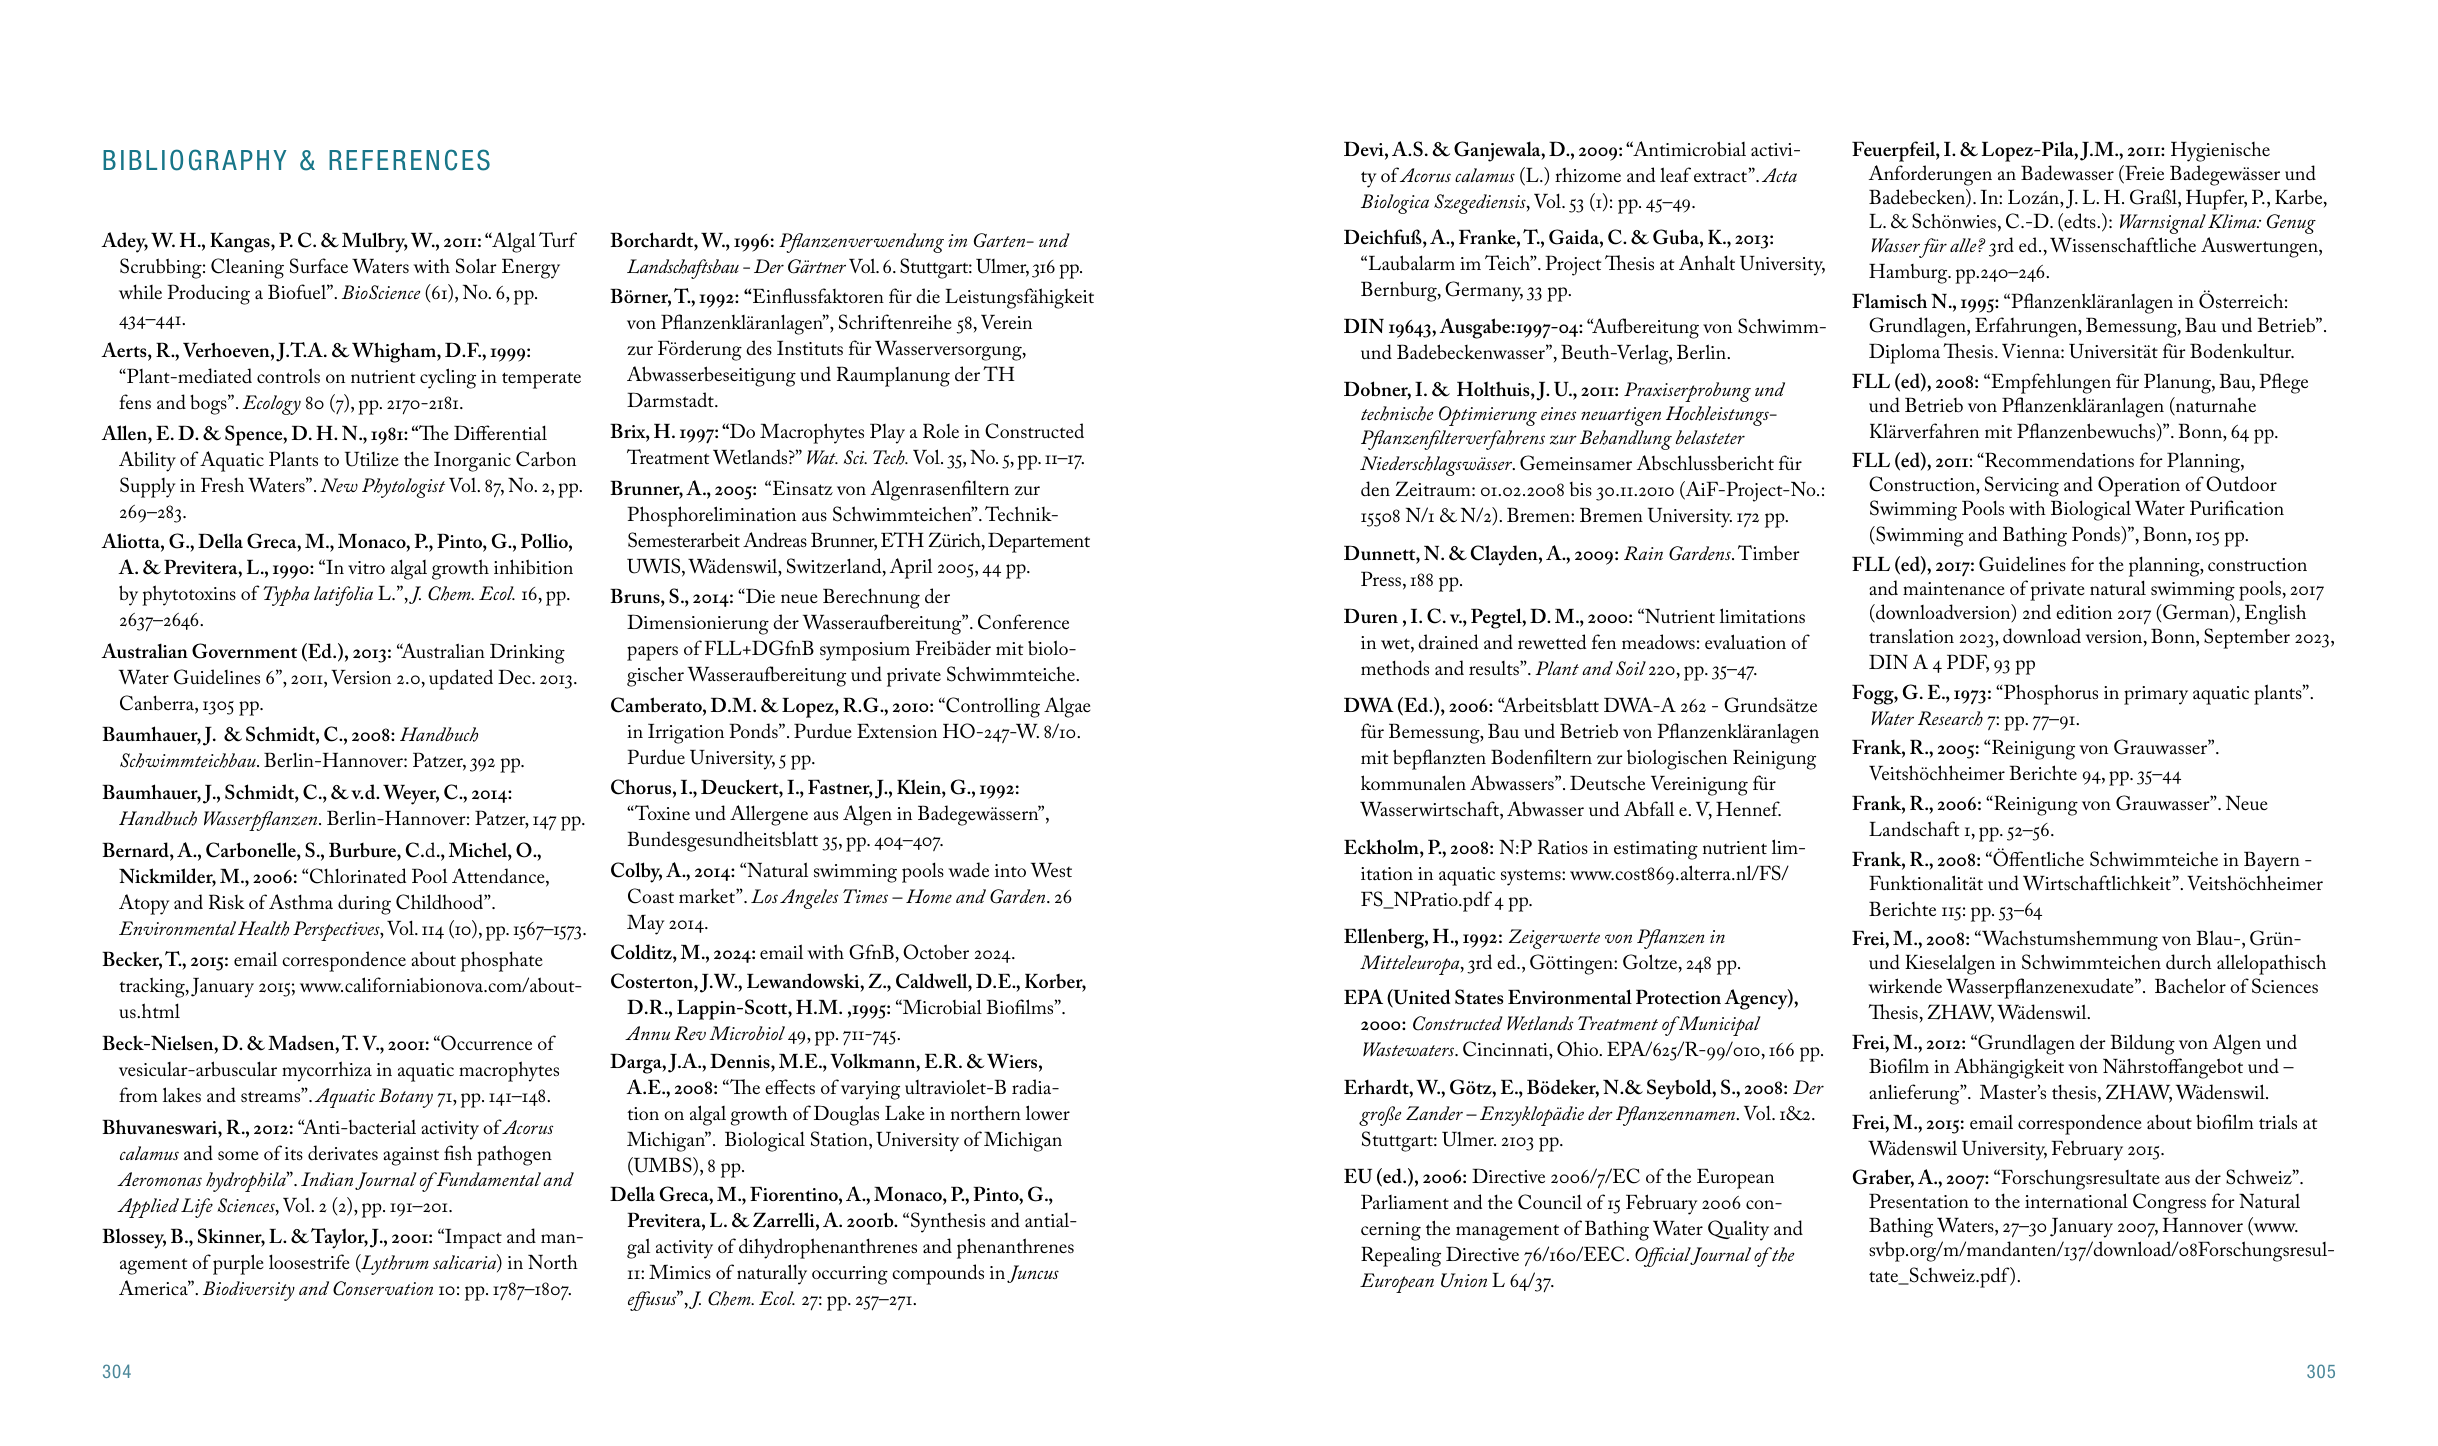 BIBLIOGRAPHY & REFERENCES
Adey, W. H., Kangas, P. C. & Mulbry, W., 2011: “Algal Turf
Scrubbing: Cleaning Surface Waters with Solar Energy
while Producing a Biofuel”. BioScience (61), No. 6, pp.
434–441.
Aerts, R., Verhoeven, J.T.A. & Whigham, D.F., 1999:
“Plant-mediated controls on nutrient cycling in temperate
fens and bogs”. Ecology 80 (7), pp. 2170-2181.
Allen, E. D. & Spence, D. H. N., 1981: “The Differential
Ability of Aquatic Plants to Utilize the Inorganic Carbon
Supply in Fresh Waters”. New Phytologist Vol. 87, No. 2, pp.
269–283.
Aliotta, G., Della Greca, M., Monaco, P., Pinto, G., Pollio,
A. & Previtera, L., 1990: “In vitro algal growth inhibition
by phytotoxins of Typha latifolia L.”, J. Chem. Ecol. 16, pp.
2637–2646.
Australian Government (Ed.), 2013: “Australian Drinking
Water Guidelines 6”, 2011, Version 2.0, updated Dec. 2013.
Canberra, 1305 pp.
Baumhauer, J. & Schmidt, C., 2008: Handbuch
Schwimmteichbau. Berlin-Hannover: Patzer, 392 pp.
Baumhauer, J., Schmidt, C., & v.d. Weyer, C., 2014:
Handbuch Wasserpflanzen. Berlin-Hannover: Patzer, 147 pp.
Bernard, A., Carbonelle, S., Burbure, C.d., Michel, O.,
Nickmilder, M., 2006: “Chlorinated Pool Attendance,
Atopy and Risk of Asthma during Childhood”.
Environmental Health Perspectives, Vol. 114 (10), pp. 1567–1573.
Becker, T., 2015: email correspondence about phosphate
tracking, January 2015; www.californiabionova.com/about-
us.html
Beck-Nielsen, D. & Madsen, T. V., 2001: “Occurrence of
vesicular-arbuscular mycorrhiza in aquatic macrophytes
from lakes and streams”. Aquatic Botany 71, pp. 141–148.
Bhuvaneswari, R., 2012: “Anti-bacterial activity of Acorus
calamus and some of its derivates against fish pathogen
Aeromonas hydrophila”. Indian Journal of Fundamental and
Applied Life Sciences, Vol. 2 (2), pp. 191–201.
Blossey, B., Skinner, L. & Taylor, J., 2001: “Impact and man-
agement of purple loosestrife (Lythrum salicaria) in North
America”. Biodiversity and Conservation 10: pp. 1787–1807.
Borchardt, W., 1996: Pflanzenverwendung im Garten- und
Landschaftsbau - Der Gärtner Vol. 6. Stuttgart: Ulmer, 316 pp.
Börner, T., 1992: “Einflussfaktoren für die Leistungsfähigkeit
von Pflanzenkläranlagen”, Schriftenreihe 58, Verein
zur Förderung des Instituts für Wasserversorgung,
Abwasserbeseitigung und Raumplanung der TH
Darmstadt.
Brix, H. 1997: “Do Macrophytes Play a Role in Constructed
Treatment Wetlands?” Wat. Sci. Tech. Vol. 35, No. 5, pp. 11–17.
Brunner, A., 2005: “Einsatz von Algenrasenfiltern zur
Phosphorelimination aus Schwimmteichen”. Technik-
Semesterarbeit Andreas Brunner, ETH Zürich, Departement
UWIS, Wädenswil, Switzerland, April 2005, 44 pp.
Bruns, S., 2014: “Die neue Berechnung der
Dimensionierung der Wasseraufbereitung”. Conference
papers of FLL+DGfnB symposium Freibäder mit biolo-
gischer Wasseraufbereitung und private Schwimmteiche.
Camberato, D.M. & Lopez, R.G., 2010: “Controlling Algae
in Irrigation Ponds”. Purdue Extension HO-247-W. 8/10.
Purdue University, 5 pp.
Chorus, I., Deuckert, I., Fastner, J., Klein, G., 1992:
“Toxine und Allergene aus Algen in Badegewässern”,
Bundesgesundheitsblatt 35, pp. 404–407.
Colby, A., 2014: “Natural swimming pools wade into West
Coast market”. Los Angeles Times – Home and Garden. 26
May 2014.
Colditz, M., 2024: email with GfnB, October 2024.
Costerton, J.W., Lewandowski, Z., Caldwell, D.E., Korber,
D.R., Lappin-Scott, H.M. ,1995: “Microbial Biofilms”.
Annu Rev Microbiol 49, pp. 711-745.
Darga, J.A., Dennis, M.E., Volkmann, E.R. & Wiers,
A.E., 2008: “The effects of varying ultraviolet-B radia-
tion on algal growth of Douglas Lake in northern lower
Michigan”. Biological Station, University of Michigan
(UMBS), 8 pp.
Della Greca, M., Fiorentino, A., Monaco, P., Pinto, G.,
Previtera, L. & Zarrelli, A. 2001b. “Synthesis and antial-
gal activity of dihydrophenanthrenes and phenanthrenes
11: Mimics of naturally occurring compounds in Juncus
effusus”, J. Chem. Ecol. 27: pp. 257–271.
304
Devi, A.S. & Ganjewala, D., 2009: “Antimicrobial activi-
ty of Acorus calamus (L.) rhizome and leaf extract”. Acta
Biologica Szegediensis, Vol. 53 (1): pp. 45–49.
Deichfuß, A., Franke, T., Gaida, C. & Guba, K., 2013:
“Laubalarm im Teich”. Project Thesis at Anhalt University,
Bernburg, Germany, 33 pp.
DIN 19643, Ausgabe:1997-04: “Aufbereitung von Schwimm-
und Badebeckenwasser”, Beuth-Verlag, Berlin.
Dobner, I. & Holthuis, J. U., 2011: Praxiserprobung und
technische Optimierung eines neuartigen Hochleistungs-
Pflanzenfilterverfahrens zur Behandlung belasteter
Niederschlagswässer. Gemeinsamer Abschlussbericht für
den Zeitraum: 01.02.2008 bis 30.11.2010 (AiF-Project-No.:
15508 N/1 & N/2). Bremen: Bremen University. 172 pp.
Dunnett, N. & Clayden, A., 2009: Rain Gardens. Timber
Press, 188 pp.
Duren , I. C. v., Pegtel, D. M., 2000: “Nutrient limitations
in wet, drained and rewetted fen meadows: evaluation of
methods and results”. Plant and Soil 220, pp. 35–47.
DWA (Ed.), 2006: “Arbeitsblatt DWA-A 262 - Grundsätze
für Bemessung, Bau und Betrieb von Pflanzenkläranlagen
mit bepflanzten Bodenfiltern zur biologischen Reinigung
kommunalen Abwassers”. Deutsche Vereinigung für
Wasserwirtschaft, Abwasser und Abfall e. V, Hennef.
Eckholm, P., 2008: N:P Ratios in estimating nutrient lim-
itation in aquatic systems: www.cost869.alterra.nl/FS/
FS_NPratio.pdf 4 pp.
Ellenberg, H., 1992: Zeigerwerte von Pflanzen in
Mitteleuropa, 3rd ed., Göttingen: Goltze, 248 pp.
EPA (United States Environmental Protection Agency),
2000: Constructed Wetlands Treatment of Municipal
Wastewaters. Cincinnati, Ohio. EPA/625/R-99/010, 166 pp.
Erhardt, W., Götz, E., Bödeker, N.& Seybold, S., 2008: Der
große Zander – Enzyklopädie der Pflanzennamen. Vol. 1&2.
Stuttgart: Ulmer. 2103 pp.
EU (ed.), 2006: Directive 2006/7/EC of the European
Parliament and the Council of 15 February 2006 con-
cerning the management of Bathing Water Quality and
Repealing Directive 76/160/EEC. Official Journal of the
European Union L 64/37.
Feuerpfeil, I. & Lopez-Pila, J.M., 2011: Hygienische
Anforderungen an Badewasser (Freie Badegewässer und
Badebecken). In: Lozán, J. L. H. Graßl, Hupfer, P., Karbe,
L. & Schönwies, C.-D. (edts.): Warnsignal Klima: Genug
Wasser für alle? 3rd ed., Wissenschaftliche Auswertungen,
Hamburg. pp.240–246.
Flamisch N., 1995: “Pflanzenkläranlagen in Österreich:
Grundlagen, Erfahrungen, Bemessung, Bau und Betrieb”.
Diploma Thesis. Vienna: Universität für Bodenkultur.
FLL (ed), 2008: “Empfehlungen für Planung, Bau, Pflege
und Betrieb von Pflanzenkläranlagen (naturnahe
Klärverfahren mit Pflanzenbewuchs)”. Bonn, 64 pp.
FLL (ed), 2011: “Recommendations for Planning,
Construction, Servicing and Operation of Outdoor
Swimming Pools with Biological Water Purification
(Swimming and Bathing Ponds)”, Bonn, 105 pp.
FLL (ed), 2017: Guidelines for the planning, construction
and maintenance of private natural swimming pools, 2017
(downloadversion) 2nd edition 2017 (German), English
translation 2023, download version, Bonn, September 2023,
DIN A 4 PDF, 93 pp
Fogg, G. E., 1973: “Phosphorus in primary aquatic plants”.
Water Research 7: pp. 77–91.
Frank, R., 2005: “Reinigung von Grauwasser”.
Veitshöchheimer Berichte 94, pp. 35–44
Frank, R., 2006: “Reinigung von Grauwasser”. Neue
Landschaft 1, pp. 52–56.
Frank, R., 2008: “Öffentliche Schwimmteiche in Bayern -
Funktionalität und Wirtschaftlichkeit”. Veitshöchheimer
Berichte 115: pp. 53–64
Frei, M., 2008: “Wachstumshemmung von Blau-, Grün-
und Kieselalgen in Schwimmteichen durch allelopathisch
wirkende Wasserpflanzenexudate”. Bachelor of Sciences
Thesis, ZHAW, Wädenswil.
Frei, M., 2012: “Grundlagen der Bildung von Algen und
Biofilm in Abhängigkeit von Nährstoffangebot und –
anlieferung”. Master’s thesis, ZHAW, Wädenswil.
Frei, M., 2015: email correspondence about biofilm trials at
Wädenswil University, February 2015.
Graber, A., 2007: “Forschungsresultate aus der Schweiz”.
Presentation to the international Congress for Natural
Bathing Waters, 27–30 January 2007, Hannover (www.
svbp.org/m/mandanten/137/download/08Forschungsresul-
tate_Schweiz.pdf).
305